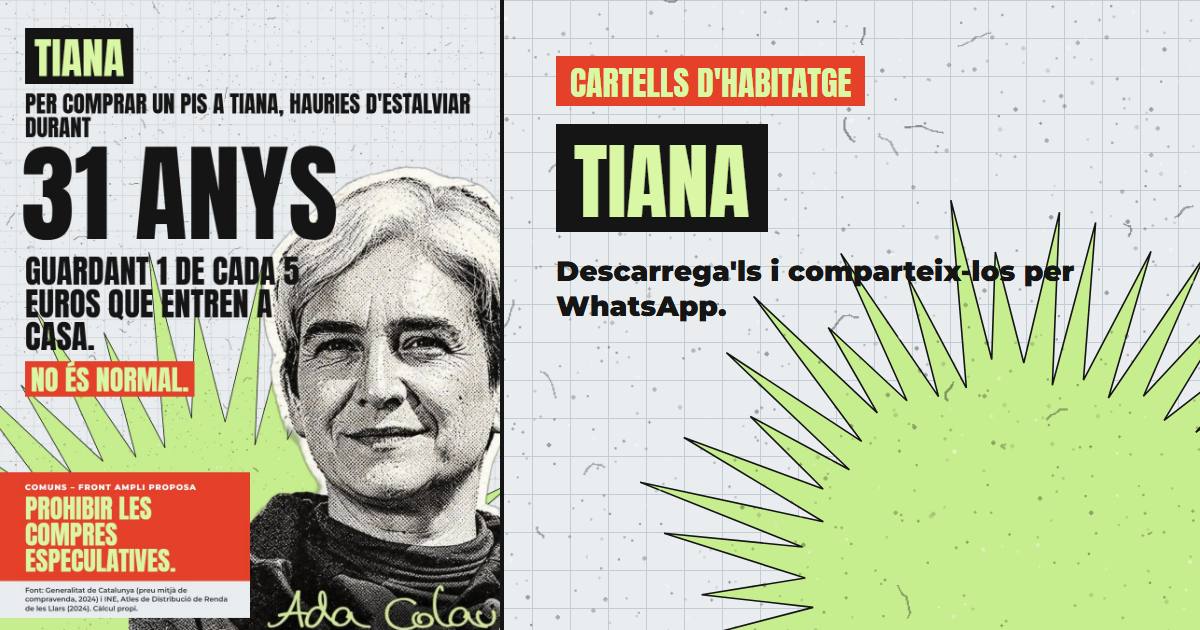 TIANA
PER COMPRAR UN PIS A TIANA, HAURIES D'ESTALVIAR
DURANT
31 ANYS
GUARDANT 1 DE CADA 5
EUROS QUE ENTREN A
CASA.
NO ÉS NORMAL.
COMUNS – FRONT AMPLI PROPOSA
PROHIBIR LES
COMPRES
ESPECULATIVES.
Font: Generalitat de Catalunya (preu mitjà de
compravenda, 2024) i INE, Atles de Distribució de Renda
de les Llars (2024). Càlcul propi.
Ada Colau
CARTELLS D'HABITATGE
TIANA
Descarrega'ls i comparteix-los per
WhatsApp.